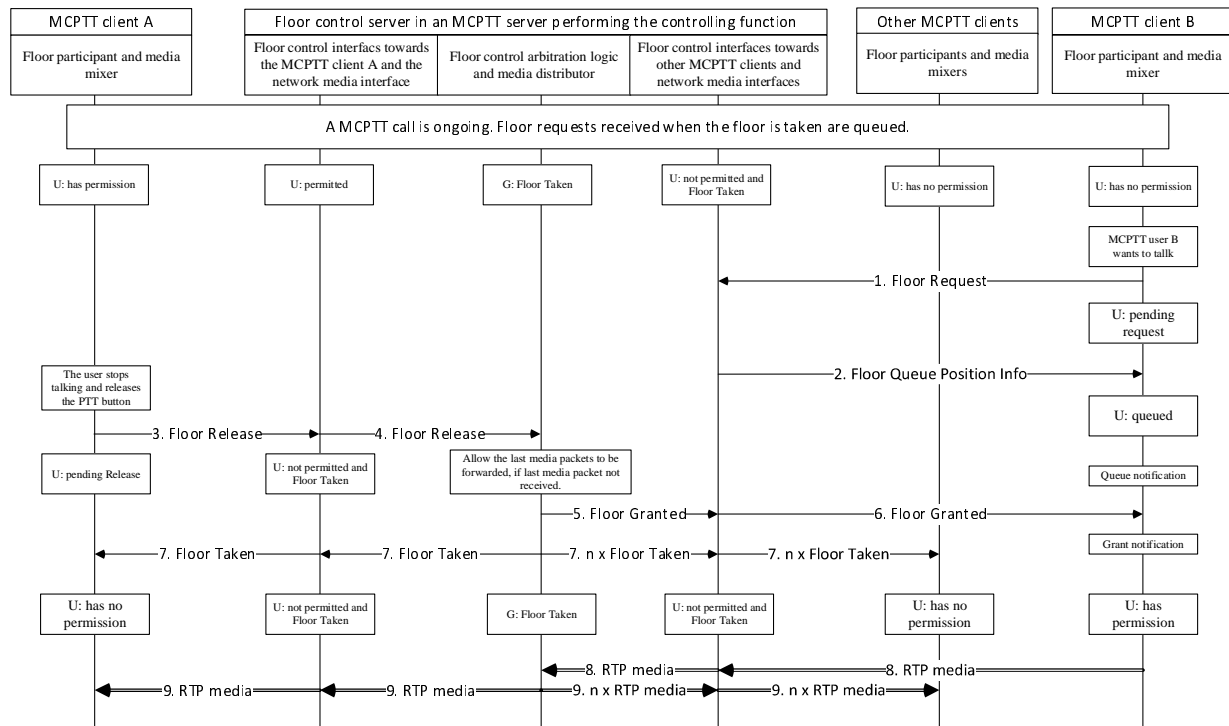 MCPTT client A
Floor control server in an MCPTT server performing the controlling function
Other MCPTT clients
MCPTT client B
Floor participant and media
mixer
Floor control interfacs towards
the MCPTT client A and the
network media interface
Floor control arbitration logic
and media distributor
Floor control interfaces towards
other MCPTT clients and
network media interfaces
Floor participants and media
mixers
Floor participant and media
mixer
A MCPTT call is ongoing. Floor requests received when the floor is taken are queued.
U: has permission
U: permitted
G: Floor Taken
U: not permitted and
Floor Taken
U: has no permission
U: has no permission
MCPTT user B
wants to tallk
1. Floor Request
U: pending
request
The user stops
talking and releases
the PTT button
2. Floor Queue Position Info
U: queued
3. Floor Release
4. Floor Release
U: pending Release
U: not permitted and
Floor Taken
Allow the last media packets to be
forwarded, if last media packet not
received.
Queue notification
5. Floor Granted
6. Floor Granted
7. Floor Taken
7. Floor Taken
7. n x Floor Taken
7. n x Floor Taken
Grant notification
U: has no
permission
U: not permitted and
Floor Taken
G: Floor Taken
U: not permitted and
Floor Taken
U: has no
permission
U: has
permission
8. RTP media
8. RTP media
9. RTP media
9. RTP media
9. n x RTP media
9. n x RTP media